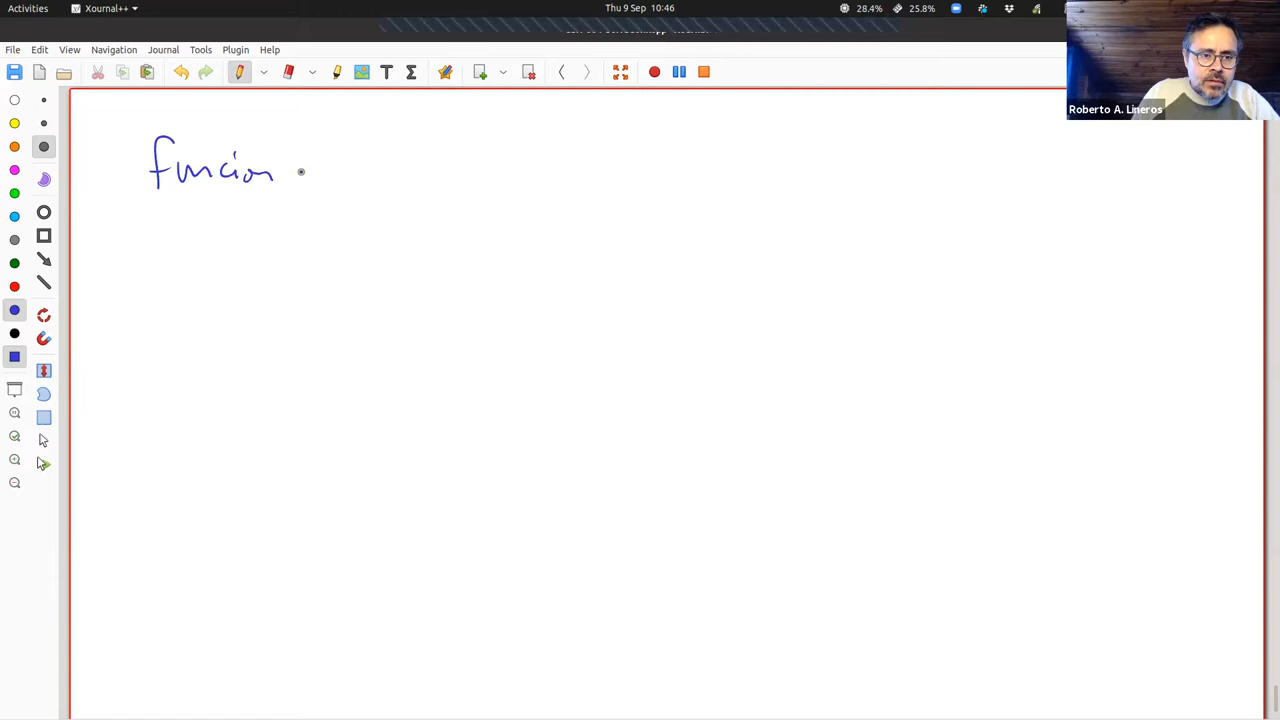 Activities Xournal++ Thu 9 Sep 10:46 28.4% 25.8%
File Edit View Navigation Journal Tools Plugin Help
Roberto A. Lineros
funcion